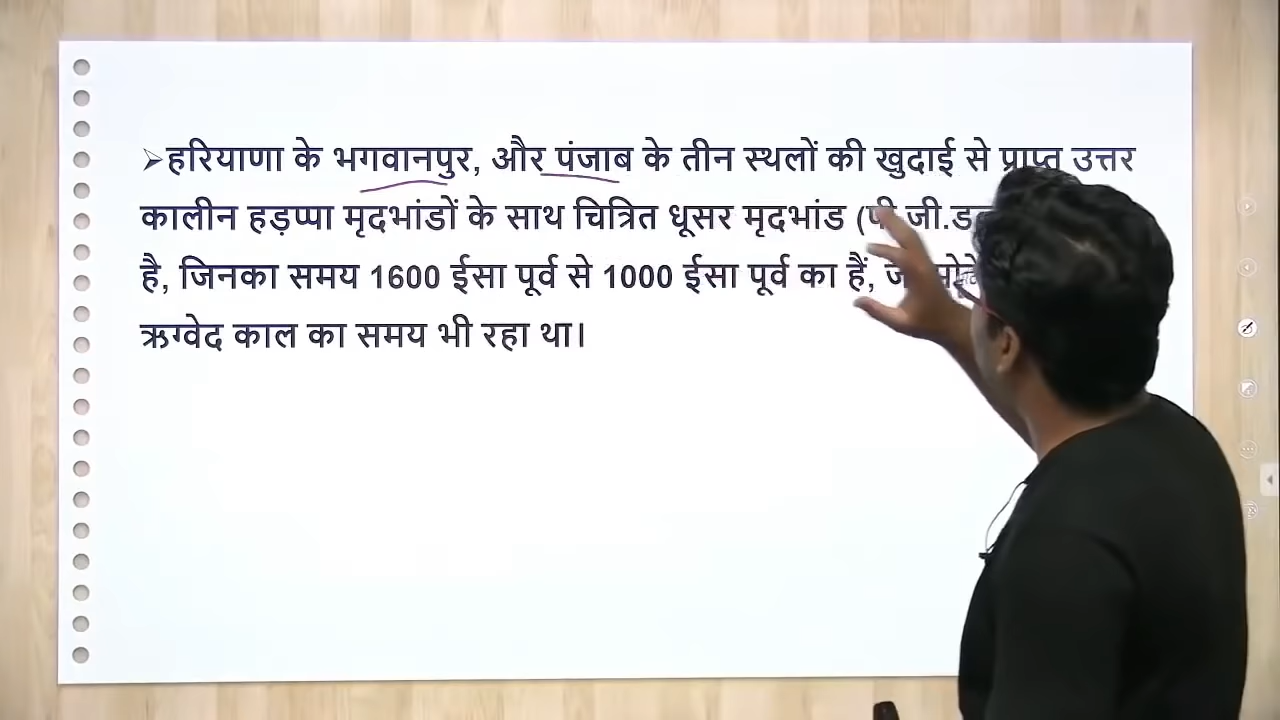 ➢हरियाणा के भगवानपुर, और पंजाब के तीन स्थलों की खुदाई से प्राप्त उत्तर
कालीन हड़प्पा मृदभांडों के साथ चित्रित धूसर मृदभांड (पी.जी.ड
है, जिनका समय 1600 ईसा पूर्व से 1000 ईसा पूर्व का हैं,
ऋग्वेद काल का समय भी रहा था।